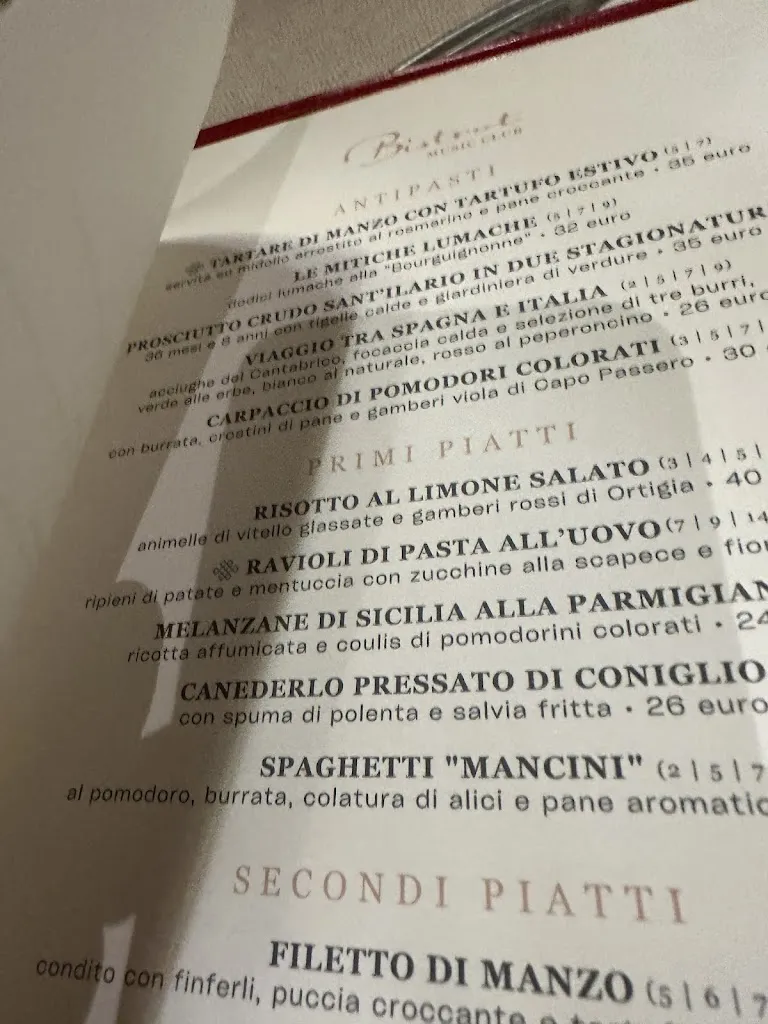 Bistrot
MUSIC CLUB
ANTIPASTI
TARTARE DI MANZO CON TARTUFO ESTIVO (5 | 7)
servita su midollo arrostito al rosmarino e pane croccante • 35 euro
LE MITICHE LUMACHE (5 | 7 | 9)
dodici lumache alla "Bourguignonne" • 32 euro
PROSCIUTTO CRUDO SANT'ILARIO IN DUE STAGIONATUR
36 mesi e 8 anni con tigelle calde e giardiniera di verdure • 35 euro
VIAGGIO TRA SPAGNA E ITALIA (2 | 5 | 7 | 9)
acciughe del Cantabrico, focaccia calda e selezione di tre burri,
verde alle erbe, bianco al naturale, rosso al peperoncino • 26 euro
CARPACCIO DI POMODORI COLORATI (3 | 5 | 7 |
con burrata, crostini di pane e gamberi viola di Capo Passero • 30
PRIMI PIATTI
RISOTTO AL LIMONE SALATO (3 | 4 | 5 |
animelle di vitello glassate e gamberi rossi di Ortigia • 40
RAVIOLI DI PASTA ALL'UOVO (7 | 9 | 14
ripieni di patate e mentuccia con zucchine alla scapece e fior
MELANZANE DI SICILIA ALLA PARMIGIAN
ricotta affumicata e coulis di pomodorini colorati • 24
CANEDERLO PRESSATO DI CONIGLIO
con spuma di polenta e salvia fritta • 26 euro
SPAGHETTI "MANCINI" (2 | 5 | 7
al pomodoro, burrata, colatura di alici e pane aromatic
SECONDI PIATTI
FILETTO DI MANZO (5 | 6 | 7
condito con finferli, puccia croccante e